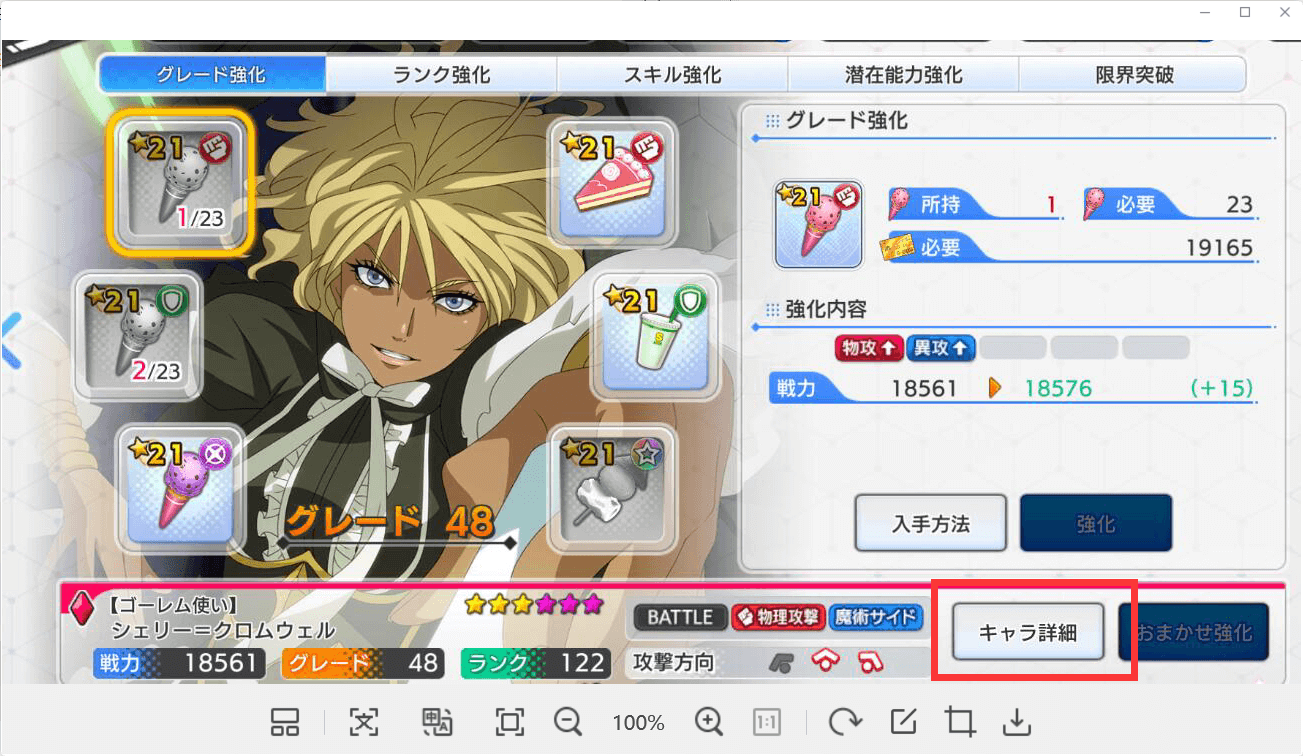 グレード強化
ランク強化
スキル強化
潜在能力強化
限界突破
21
1/23
21
21
2/23
21
21
21
グレード 48
グレード強化
21
所持 1
必要 23
必要 19165
強化内容
物攻↑ 異攻↑
戦力 18561 ▶ 18576 (+15)
入手方法
強化
【ゴーレム使い】
シェリー=クロムウェル
戦力 18561
グレード 48
ランク 122
BATTLE 物理攻撃 魔術サイド
攻撃方向
キャラ詳細
おまかせ強化
100%
1:1